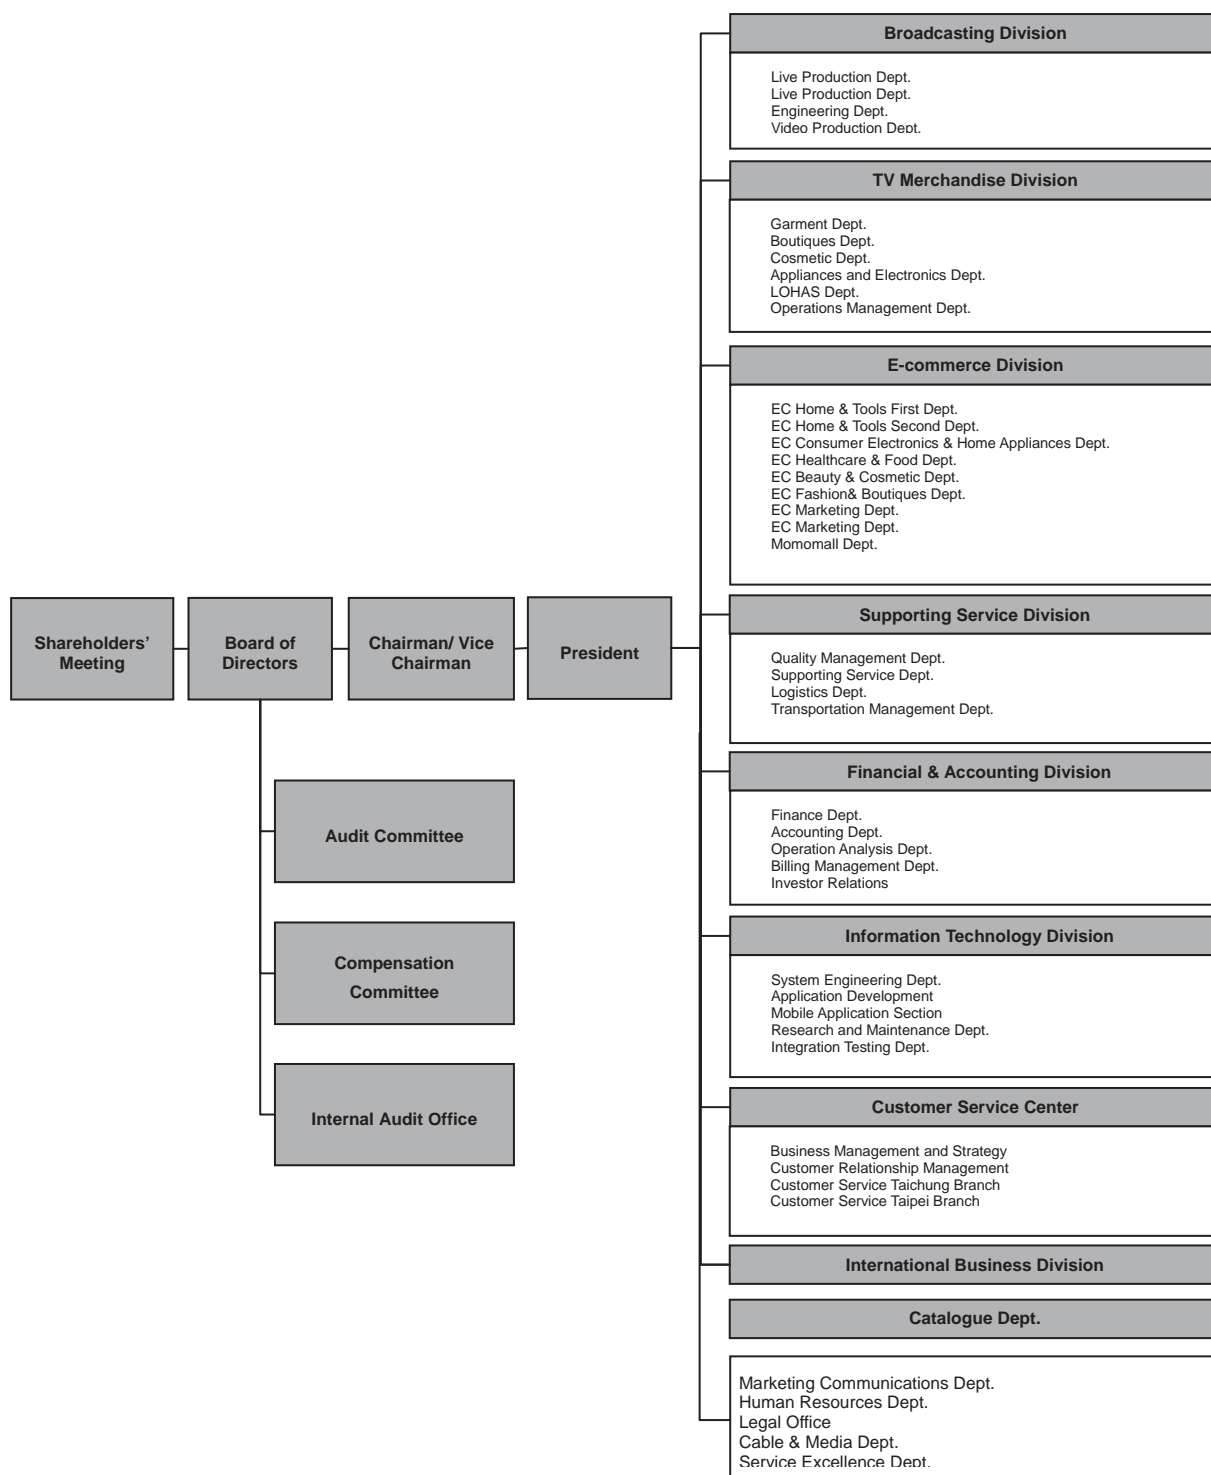 Shareholders’
Meeting
Board of
Directors
Chairman/ Vice
Chairman
President
Audit Committee
Compensation
Committee
Internal Audit Office
Broadcasting Division
Live Production Dept.
Live Production Dept.
Engineering Dept.
Video Production Dept.
TV Merchandise Division
Garment Dept.
Boutiques Dept.
Cosmetic Dept.
Appliances and Electronics Dept.
LOHAS Dept.
Operations Management Dept.
E-commerce Division
EC Home & Tools First Dept.
EC Home & Tools Second Dept.
EC Consumer Electronics & Home Appliances Dept.
EC Healthcare & Food Dept.
EC Beauty & Cosmetic Dept.
EC Fashion& Boutiques Dept.
EC Marketing Dept.
EC Marketing Dept.
Momomall Dept.
Supporting Service Division
Quality Management Dept.
Supporting Service Dept.
Logistics Dept.
Transportation Management Dept.
Financial & Accounting Division
Finance Dept.
Accounting Dept.
Operation Analysis Dept.
Billing Management Dept.
Investor Relations
Information Technology Division
System Engineering Dept.
Application Development
Mobile Application Section
Research and Maintenance Dept.
Integration Testing Dept.
Customer Service Center
Business Management and Strategy
Customer Relationship Management
Customer Service Taichung Branch
Customer Service Taipei Branch
International Business Division
Catalogue Dept.
Marketing Communications Dept.
Human Resources Dept.
Legal Office
Cable & Media Dept.
Service Excellence Dept.